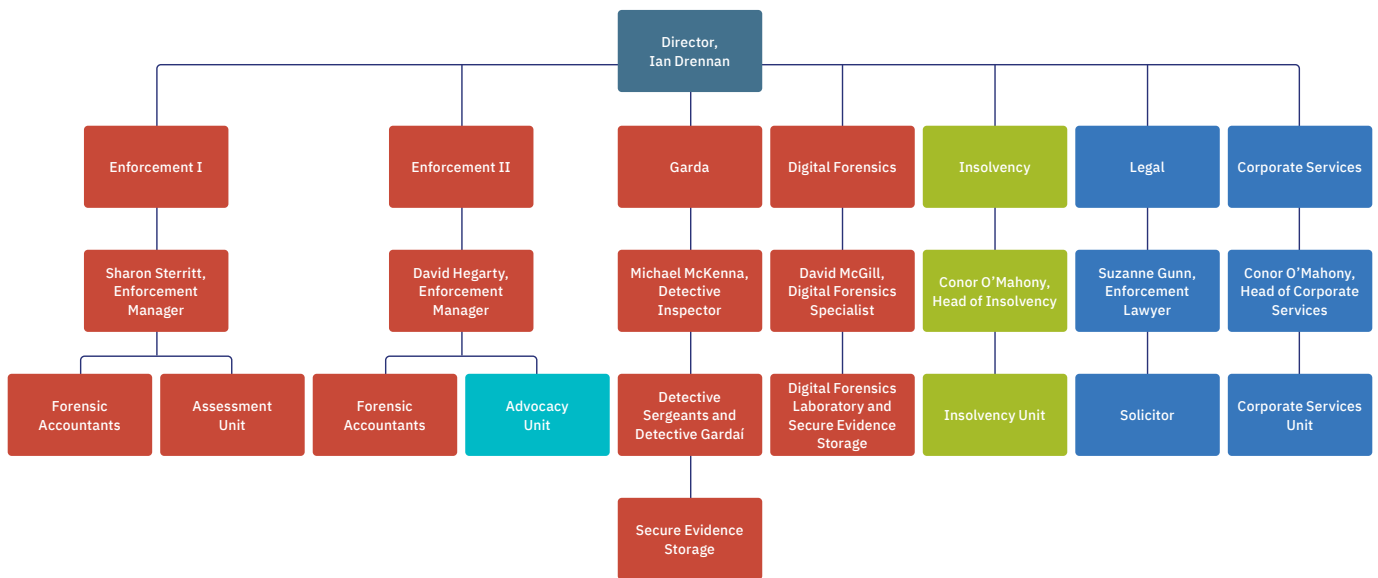 Director,
Ian Drennan
Enforcement I
Enforcement II
Garda
Digital Forensics
Insolvency
Legal
Corporate Services
Sharon Sterritt,
Enforcement
Manager
David Hegarty,
Enforcement
Manager
Michael McKenna,
Detective
Inspector
David McGill,
Digital Forensics
Specialist
Conor O’Mahony,
Head of Insolvency
Suzanne Gunn,
Enforcement
Lawyer
Conor O’Mahony,
Head of Corporate
Services
Forensic
Accountants
Assessment
Unit
Forensic
Accountants
Advocacy
Unit
Detective
Sergeants and
Detective Gardaí
Digital Forensics
Laboratory and
Secure Evidence
Storage
Insolvency Unit
Solicitor
Corporate Services
Unit
Secure Evidence
Storage